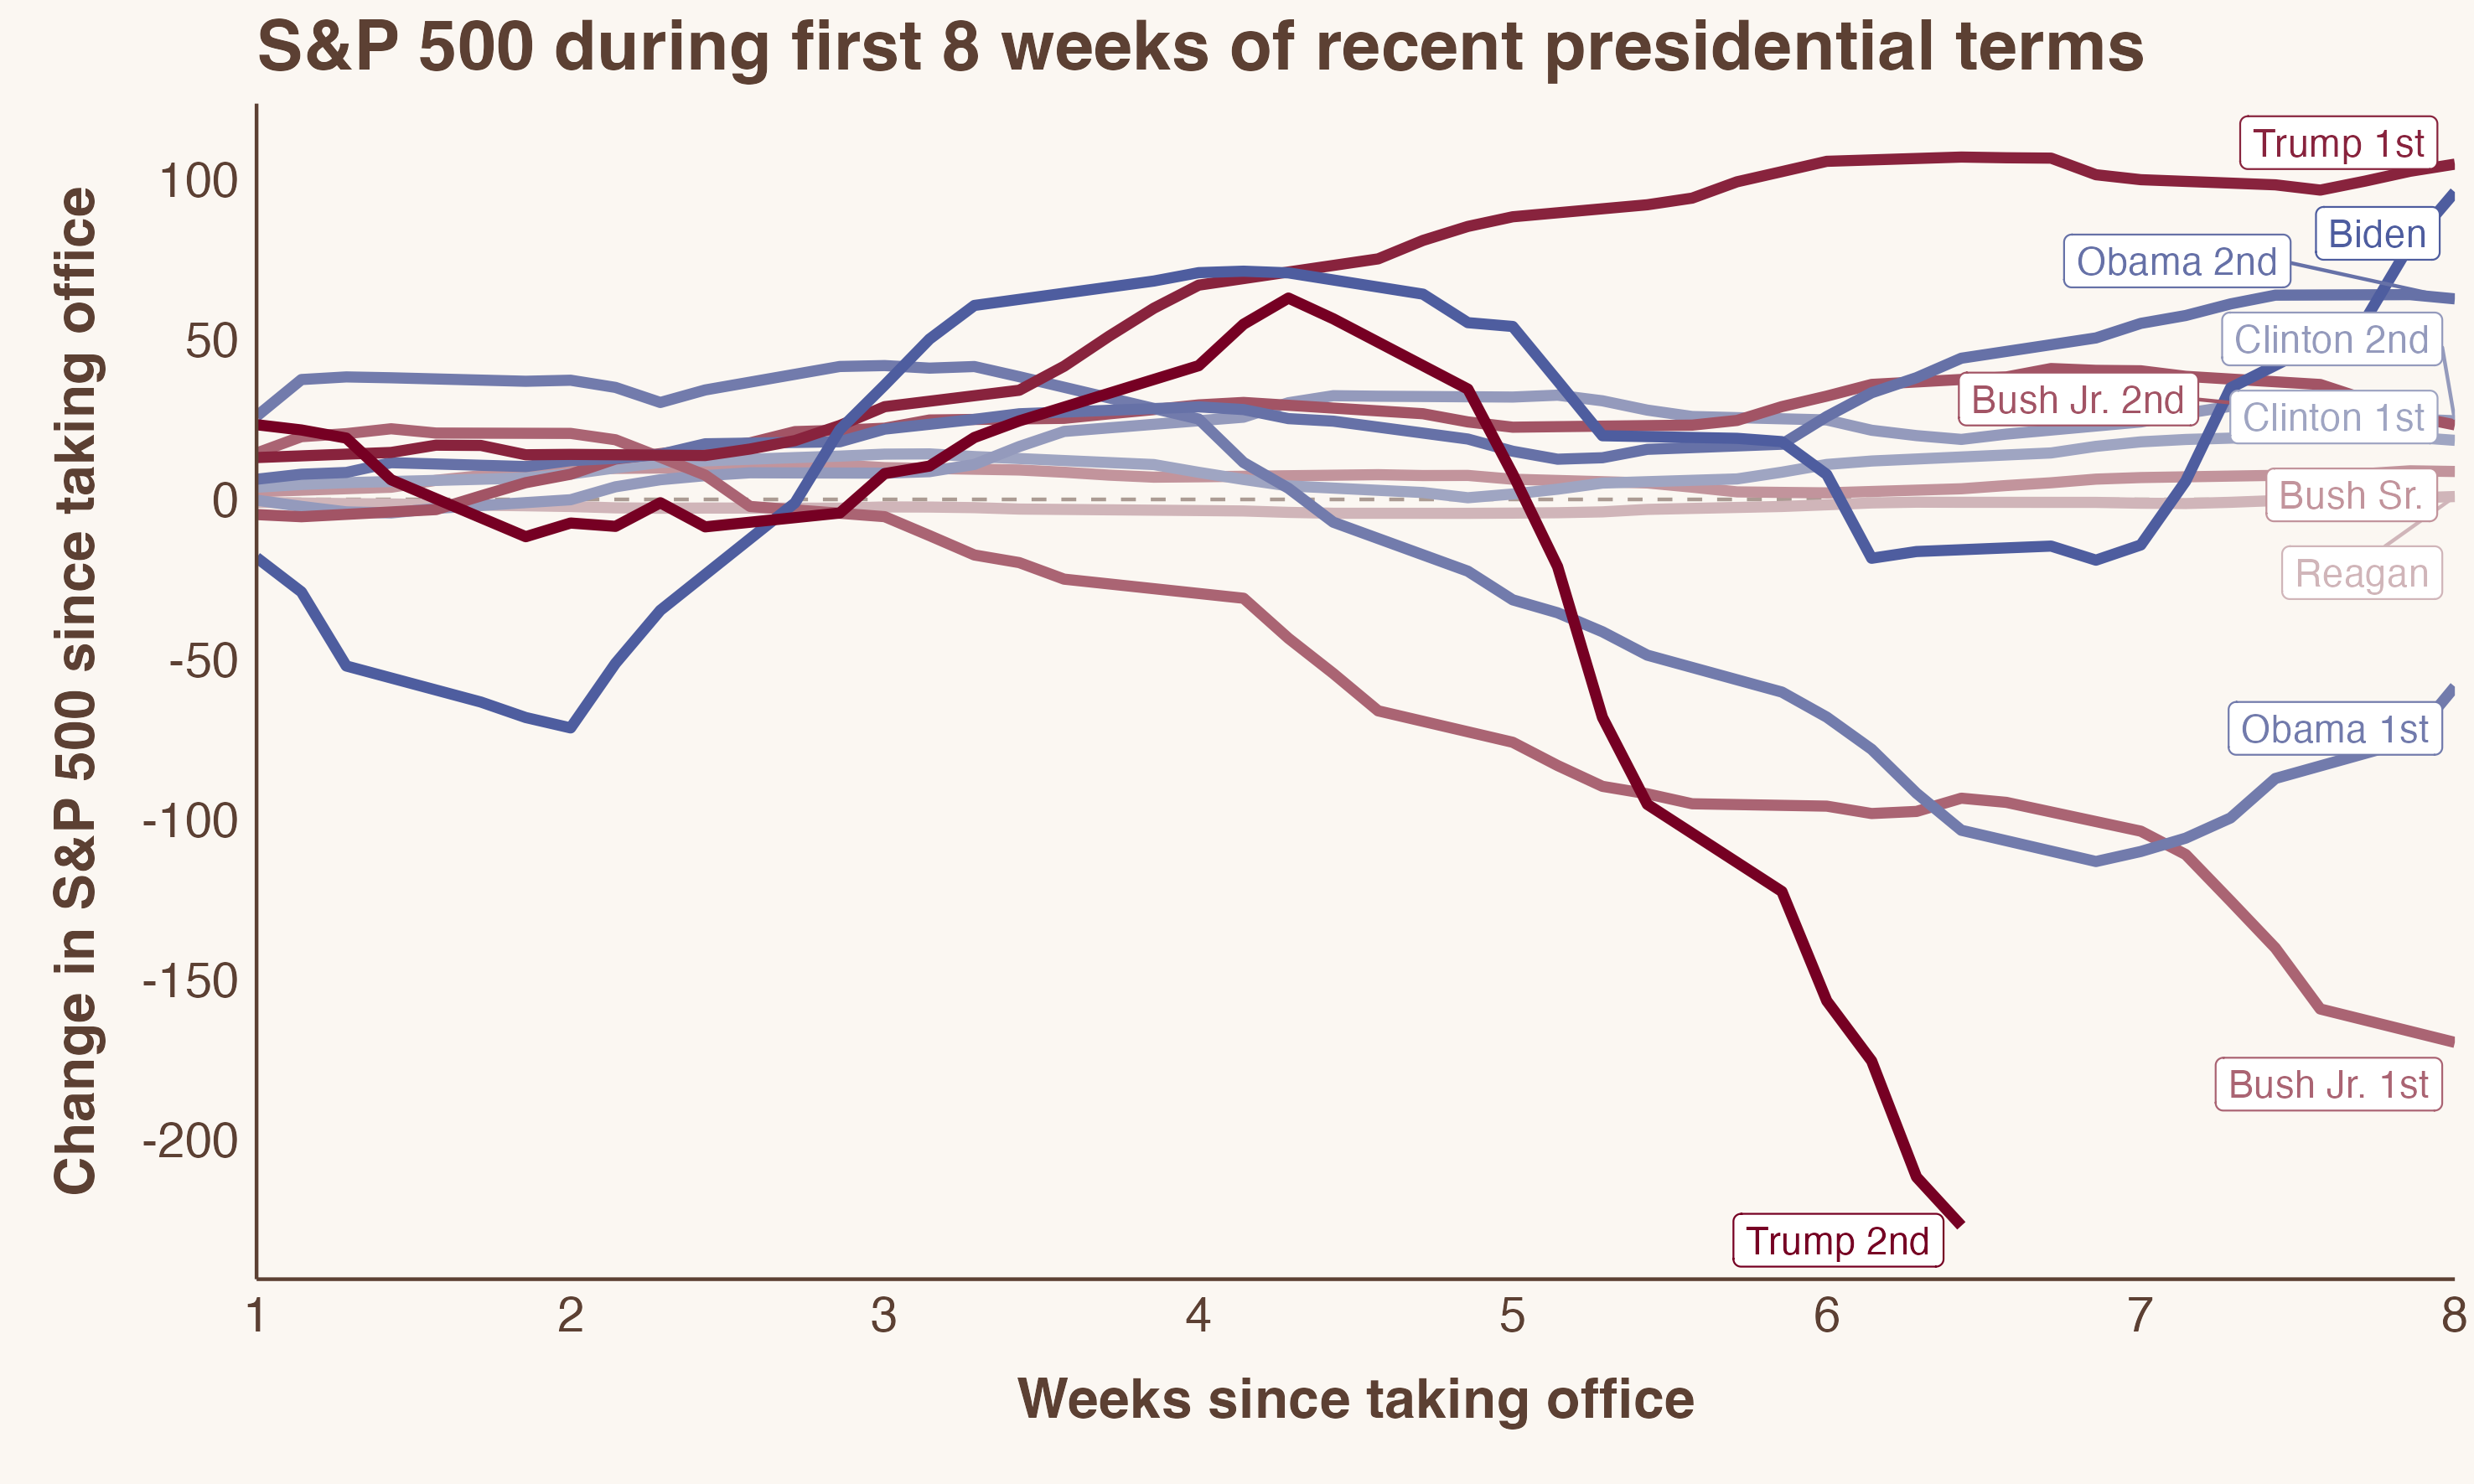 S&P 500 during first 8 weeks of recent presidential terms
Change in S&P 500 since taking office
100
50
0
-50
-100
-150
-200
Trump 1st
Biden
Obama 2nd
Clinton 2nd
Bush Jr. 2nd
Clinton 1st
Bush Sr.
Reagan
Obama 1st
Bush Jr. 1st
Trump 2nd
1 2 3 4 5 6 7 8
Weeks since taking office